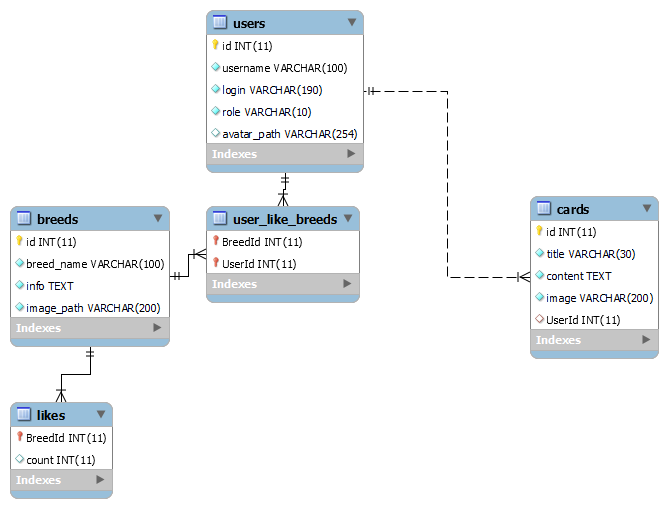 users
id INT(11)
username VARCHAR(100)
login VARCHAR(190)
role VARCHAR(10)
avatar_path VARCHAR(254)
Indexes
breeds
id INT(11)
breed_name VARCHAR(100)
info TEXT
image_path VARCHAR(200)
Indexes
user_like_breeds
BreedId INT(11)
UserId INT(11)
Indexes
cards
id INT(11)
title VARCHAR(30)
content TEXT
image VARCHAR(200)
UserId INT(11)
Indexes
likes
BreedId INT(11)
count INT(11)
Indexes